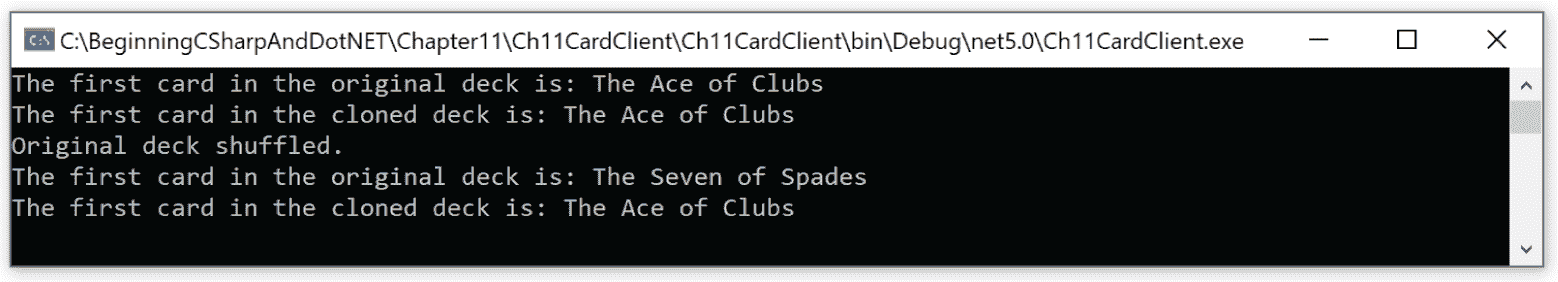 C:\BeginningCSharpAndDotNET\Chapter11\Ch11CardClient\Ch11CardClient\bin\Debug\net5.0\Ch11CardClient.exe
The first card in the original deck is: The Ace of Clubs
The first card in the cloned deck is: The Ace of Clubs
Original deck shuffled.
The first card in the original deck is: The Seven of Spades
The first card in the cloned deck is: The Ace of Clubs